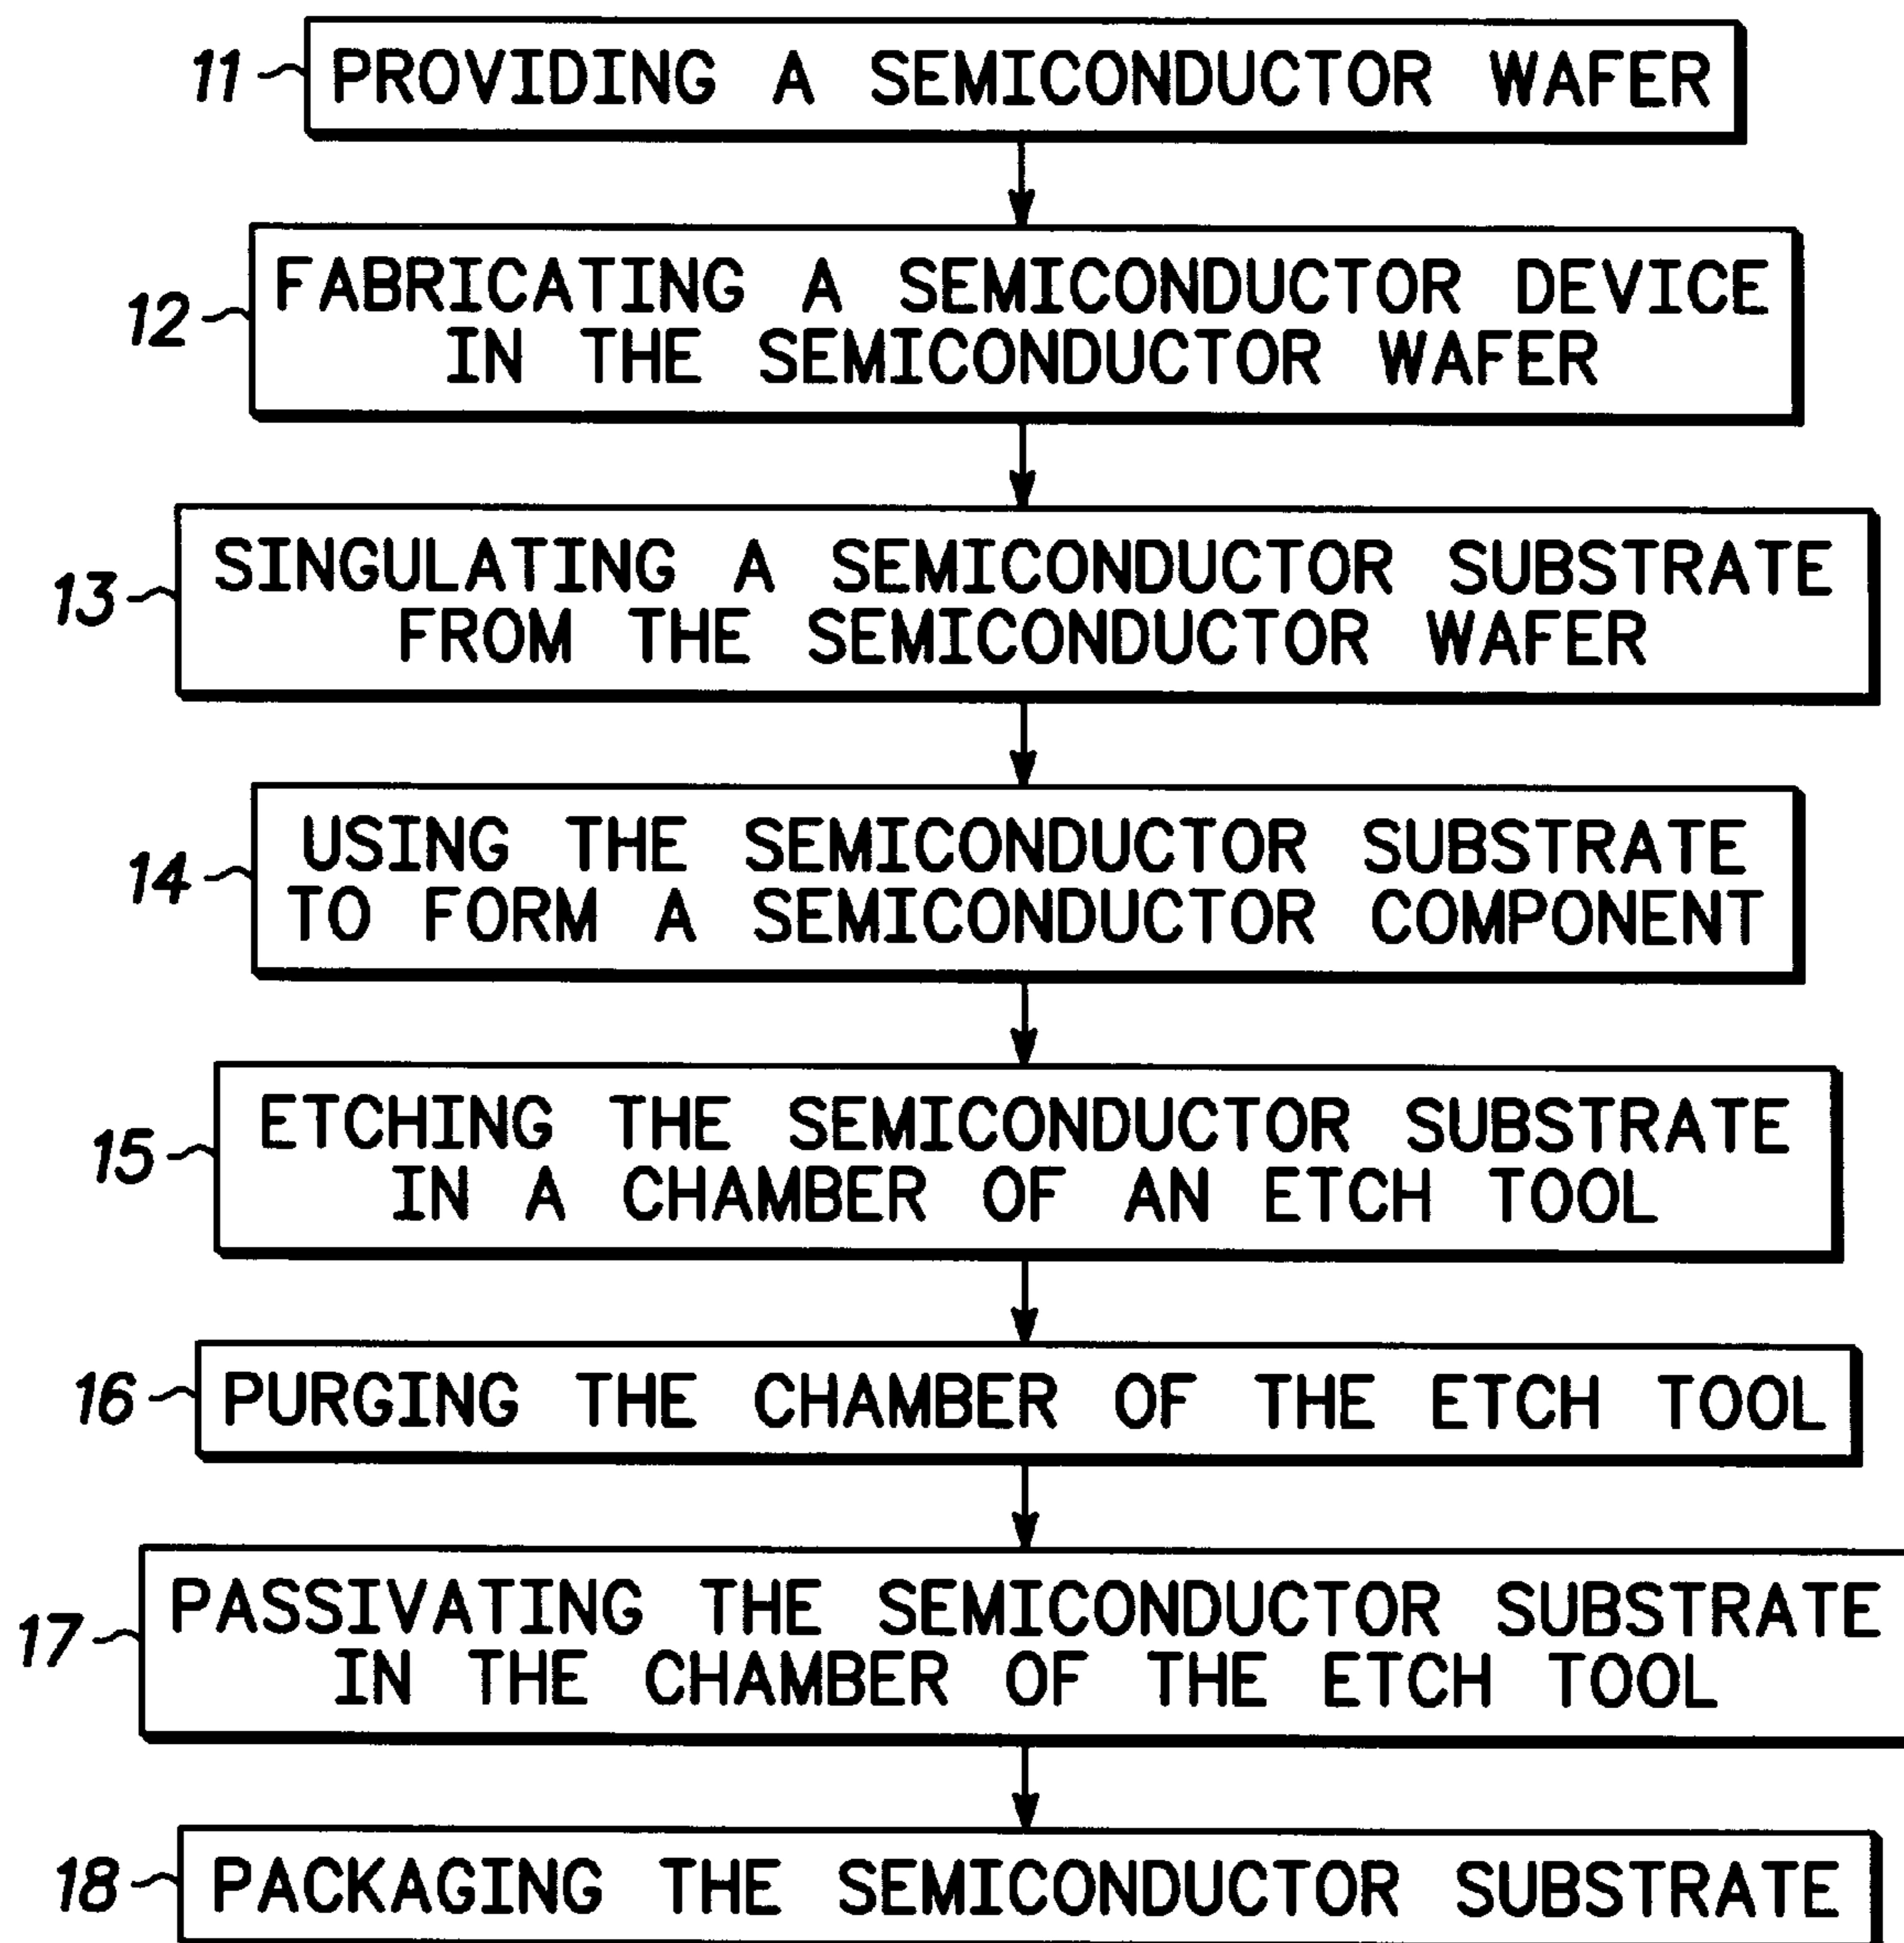 11 PROVIDING A SEMICONDUCTOR WAFER
12 FABRICATING A SEMICONDUCTOR DEVICE
IN THE SEMICONDUCTOR WAFER
13 SINGULATING A SEMICONDUCTOR SUBSTRATE
FROM THE SEMICONDUCTOR WAFER
14 USING THE SEMICONDUCTOR SUBSTRATE
TO FORM A SEMICONDUCTOR COMPONENT
15 ETCHING THE SEMICONDUCTOR SUBSTRATE
IN A CHAMBER OF AN ETCH TOOL
16 PURGING THE CHAMBER OF THE ETCH TOOL
17 PASSIVATING THE SEMICONDUCTOR SUBSTRATE
IN THE CHAMBER OF THE ETCH TOOL
18 PACKAGING THE SEMICONDUCTOR SUBSTRATE